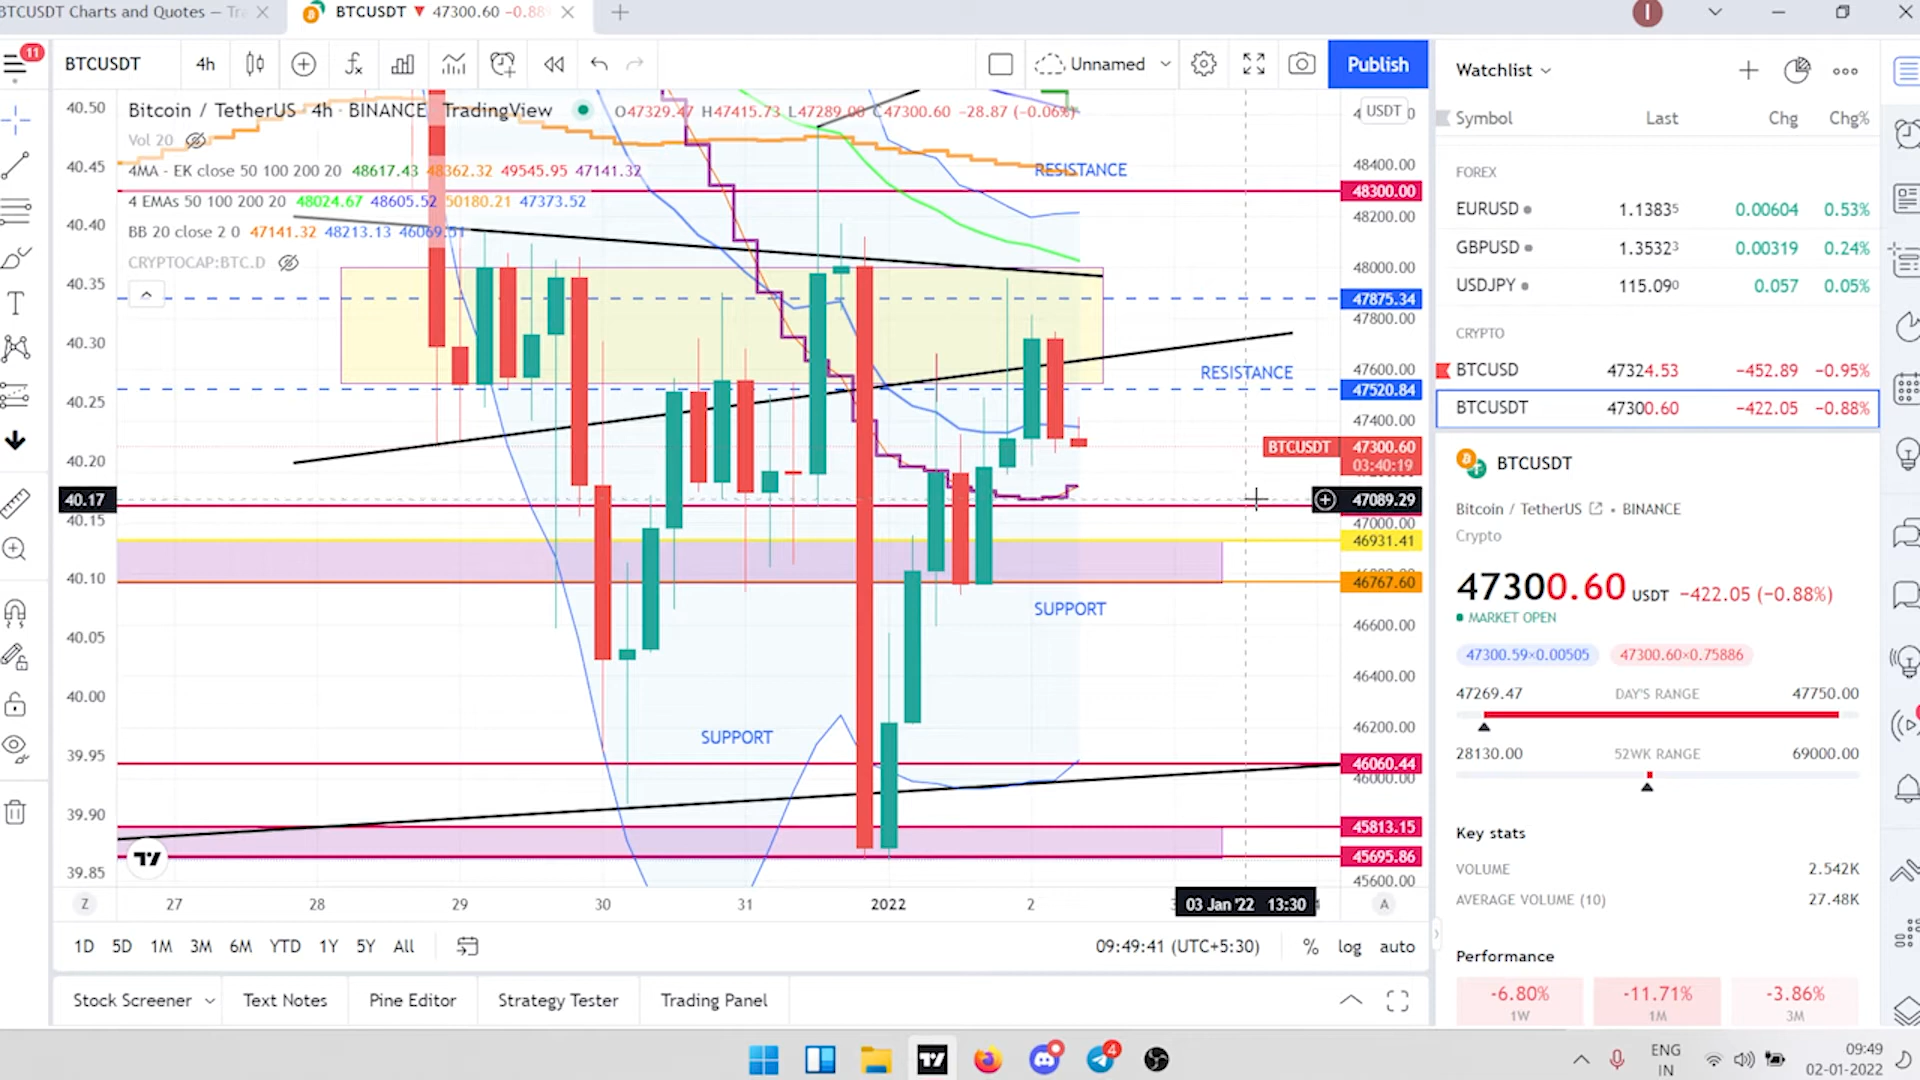 BTCUSDT Charts and Quotes — Tra
BTCUSDT ▼ 47300.60 −0.88
I
11
BTCUSDT 4h
Unnamed
Publish
Watchlist
Bitcoin / TetherUS · 4h · BINANCE TradingView
O47329.47 H47415.73 L47289.00 C47300.60 −28.87 (−0.06%)
USDT
Vol 20
4MA - EK close 50 100 200 20 48617.43 48362.32 49545.95 47141.32
4 EMAs 50 100 200 20 48024.67 48605.52 50180.21 47373.52
BB 20 close 2 0 47141.32 48213.13 46069.51
CRYPTOCAP:BTC.D
40.50
40.45
40.40
40.35
40.30
40.25
40.20
40.17
40.15
40.10
40.05
40.00
39.95
39.90
39.85
RESISTANCE
RESISTANCE
SUPPORT
SUPPORT
48400.00
48300.00
48200.00
48000.00
47875.34
47800.00
47600.00
47520.84
47400.00
BTCUSDT 47300.60
03:40:19
47089.29
47000.00
46931.41
46767.60
46600.00
46400.00
46200.00
46060.44
46000.00
45813.15
45695.86
45600.00
Z 27 28 29 30 31 2022 2 03 Jan '22 13:30 A
1D 5D 1M 3M 6M YTD 1Y 5Y All
09:49:41 (UTC+5:30) % log auto
Stock Screener Text Notes Pine Editor Strategy Tester Trading Panel
Symbol Last Chg Chg%
FOREX
EURUSD 1.13835 0.00604 0.53%
GBPUSD 1.35323 0.00319 0.24%
USDJPY 115.090 0.057 0.05%
CRYPTO
BTCUSD 47324.53 −452.89 −0.95%
BTCUSDT 47300.60 −422.05 −0.88%
BTCUSDT
Bitcoin / TetherUS • BINANCE
Crypto
47300.60 USDT −422.05 (−0.88%)
MARKET OPEN
47300.59×0.00505 47300.60×0.75886
47269.47 DAY'S RANGE 47750.00
28130.00 52WK RANGE 69000.00
Key stats
VOLUME 2.542K
AVERAGE VOLUME (10) 27.48K
Performance
-6.80% -11.71% -3.86%
1W 1M 3M
4
ENG
IN
09:49
02-01-2022